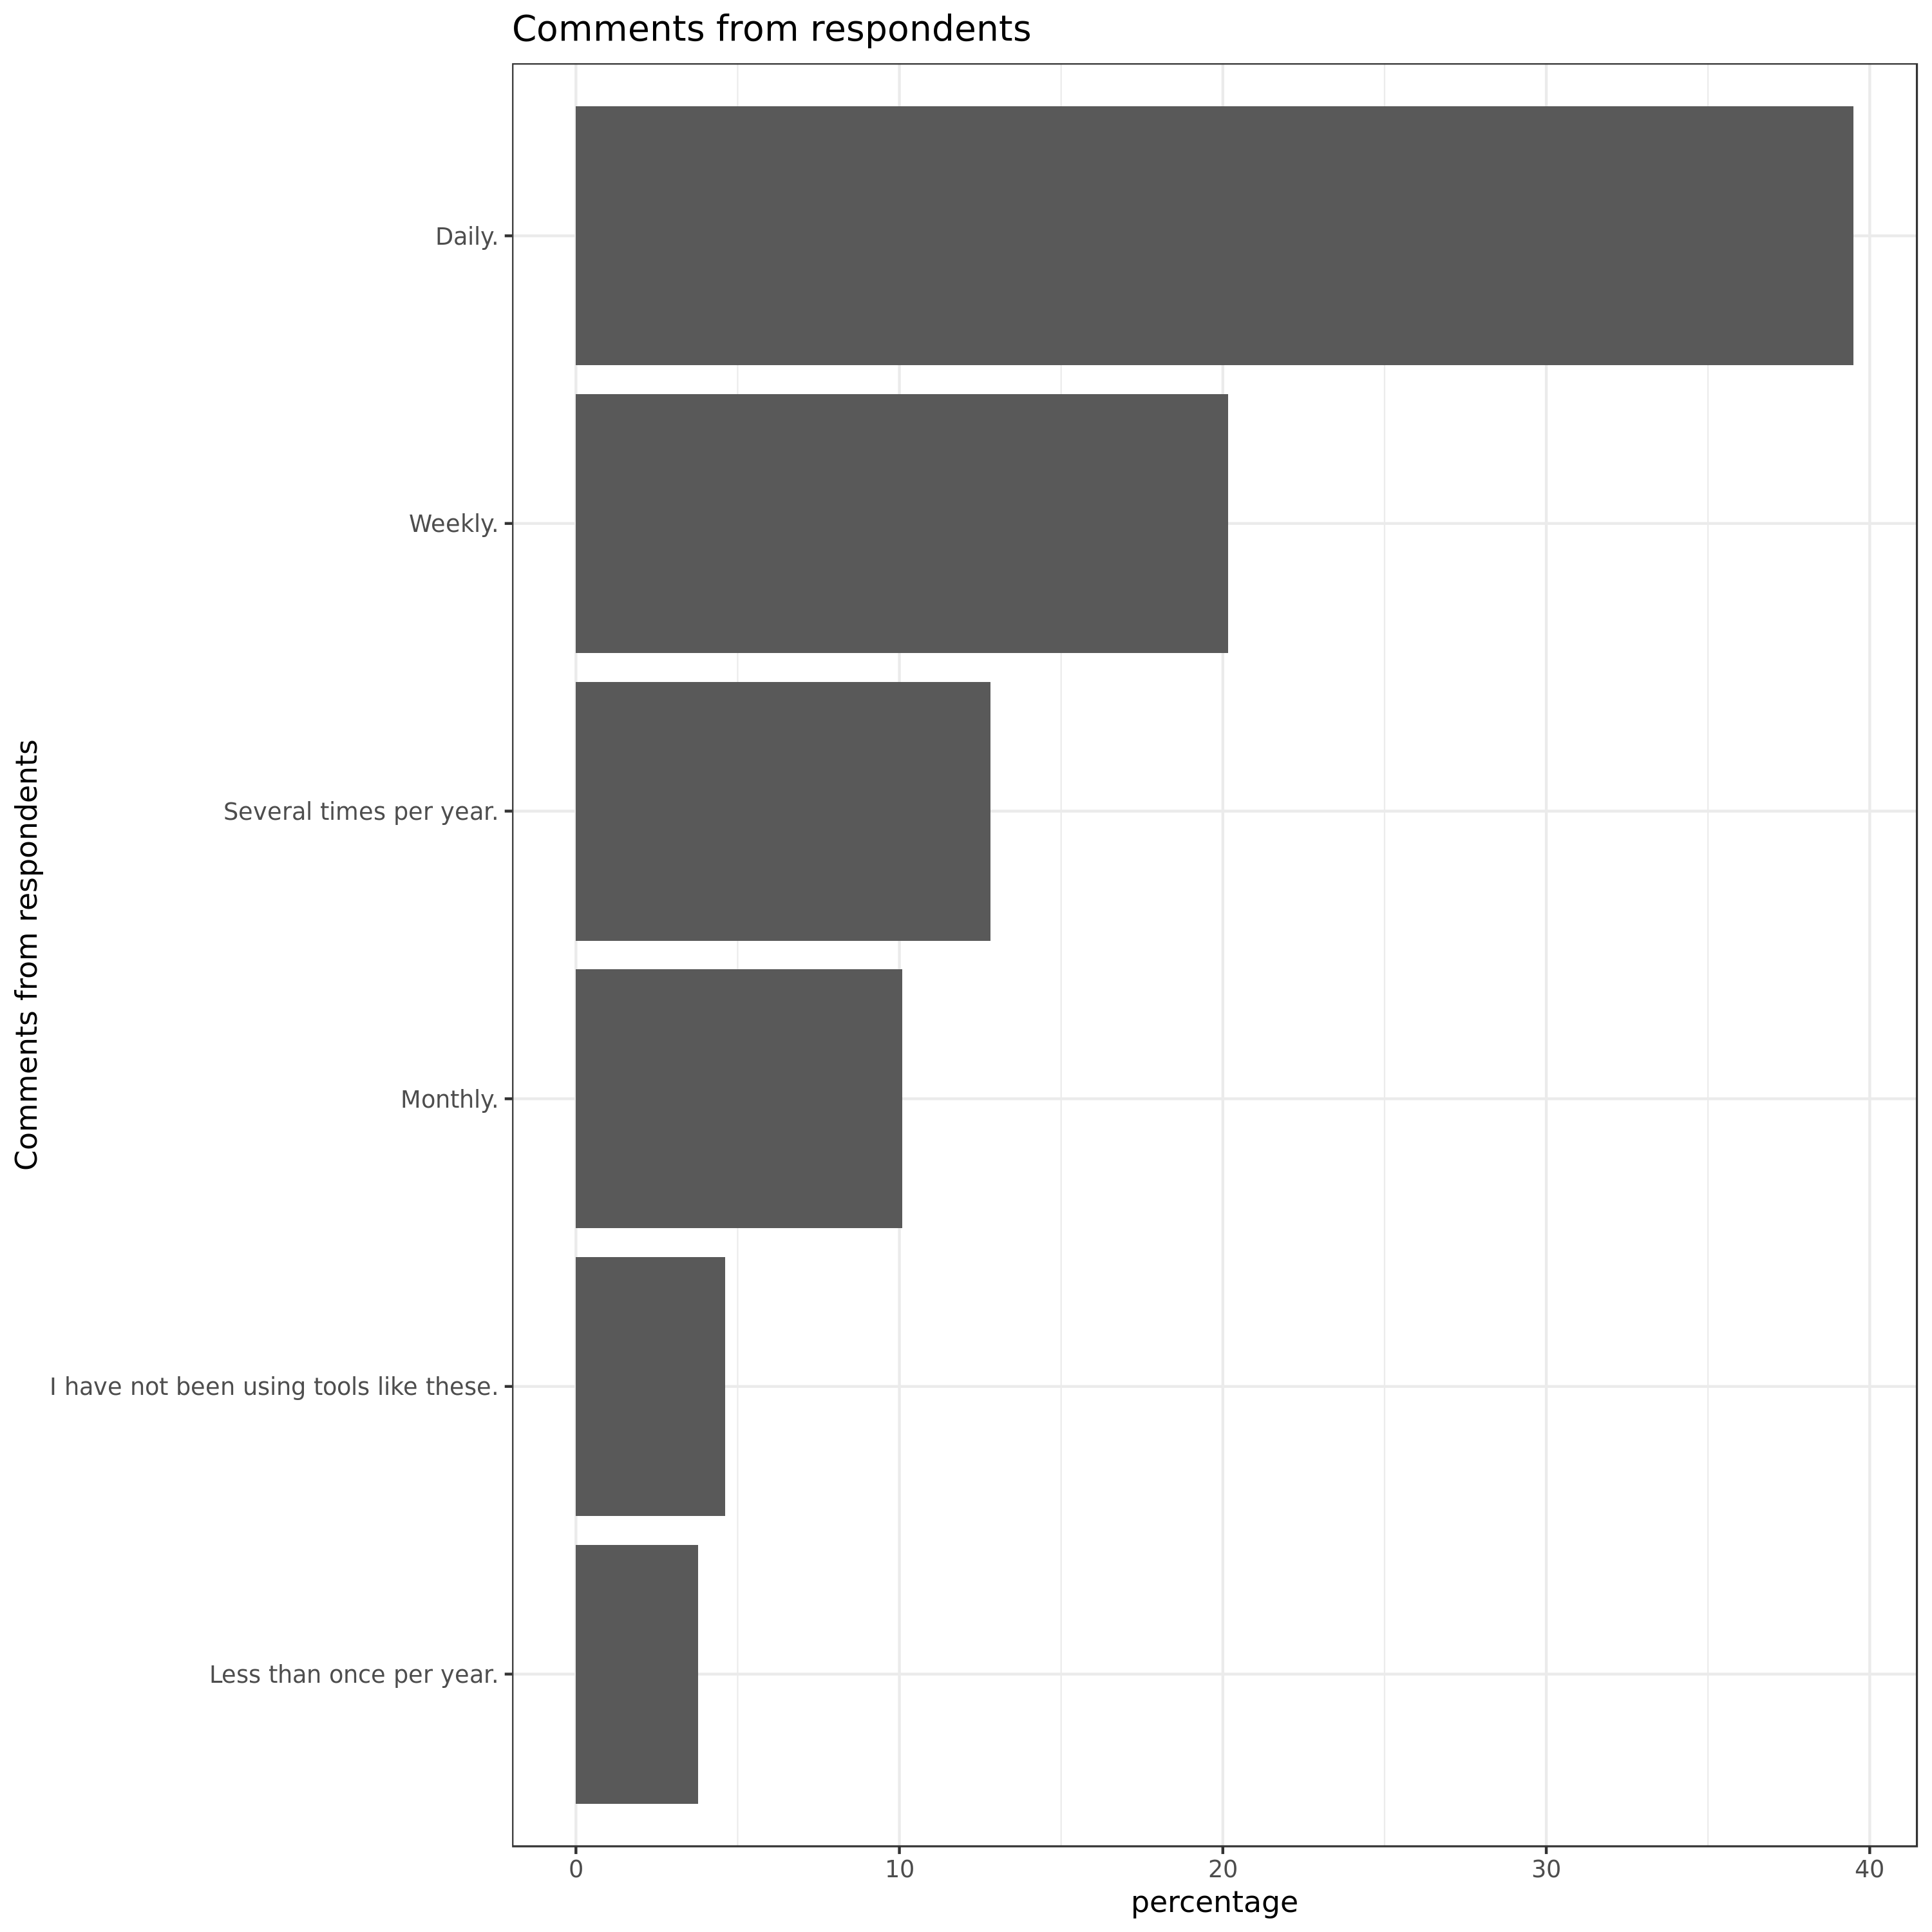 Comments from respondents
Comments from respondents
Daily.
Weekly.
Several times per year.
Monthly.
I have not been using tools like these.
Less than once per year.
0 10 20 30 40
percentage